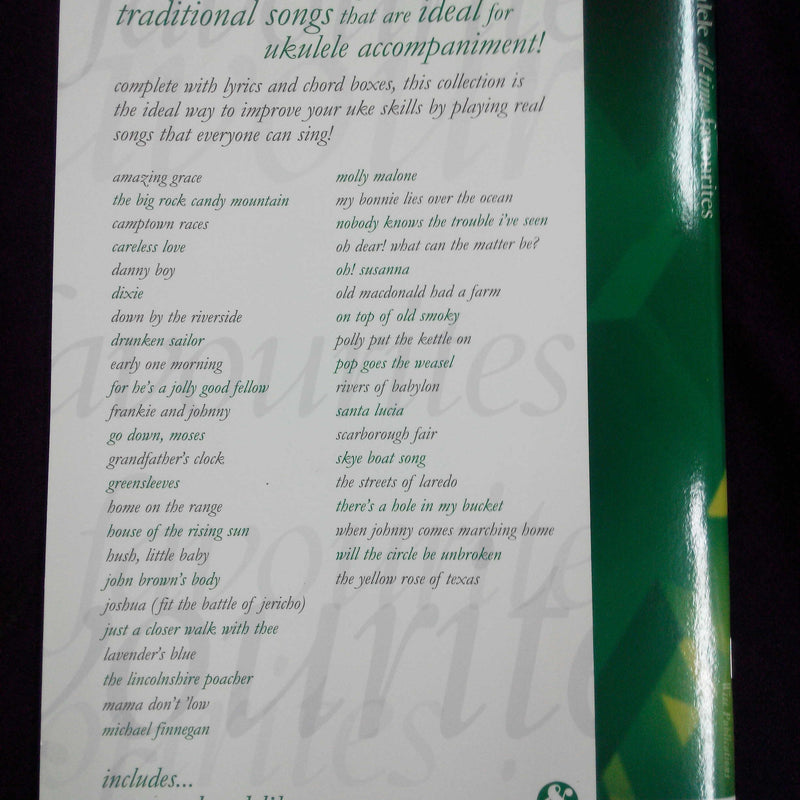 traditional songs that are ideal for
ukulele accompaniment!
complete with lyrics and chord boxes, this collection is
the ideal way to improve your uke skills by playing real
songs that everyone can sing!
amazing grace
the big rock candy mountain
camptown races
careless love
danny boy
dixie
down by the riverside
drunken sailor
early one morning
for he's a jolly good fellow
frankie and johnny
go down, moses
grandfather's clock
greensleeves
home on the range
house of the rising sun
hush, little baby
john brown's body
joshua (fit the battle of jericho)
just a closer walk with thee
lavender's blue
the lincolnshire poacher
mama don't 'low
michael finnegan
molly malone
my bonnie lies over the ocean
nobody knows the trouble i've seen
oh dear! what can the matter be?
oh! susanna
old macdonald had a farm
on top of old smoky
polly put the kettle on
pop goes the weasel
rivers of babylon
santa lucia
scarborough fair
skye boat song
the streets of laredo
there's a hole in my bucket
when johnny comes marching home
will the circle be unbroken
the yellow rose of texas
includes...
&
all-time favourites
Wise Publications